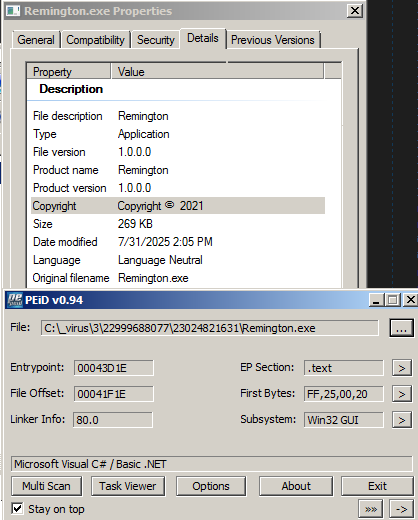 Remington.exe Properties
General Compatibility Security Details Previous Versions
Property Value
Description
File description Remington
Type Application
File version 1.0.0.0
Product name Remington
Product version 1.0.0.0
Copyright Copyright © 2021
Size 269 KB
Date modified 7/31/2025 2:05 PM
Language Language Neutral
Original filename Remington.exe
PEiD v0.94
File: C:\_virus\3\22999688077\23024821631\Remington.exe ...
Entrypoint: 00043D1E EP Section: .text >
File Offset: 00041F1E First Bytes: FF,25,00,20 >
Linker Info: 80.0 Subsystem: Win32 GUI >
Microsoft Visual C# / Basic .NET
Multi Scan Task Viewer Options About Exit
Stay on top »» ->